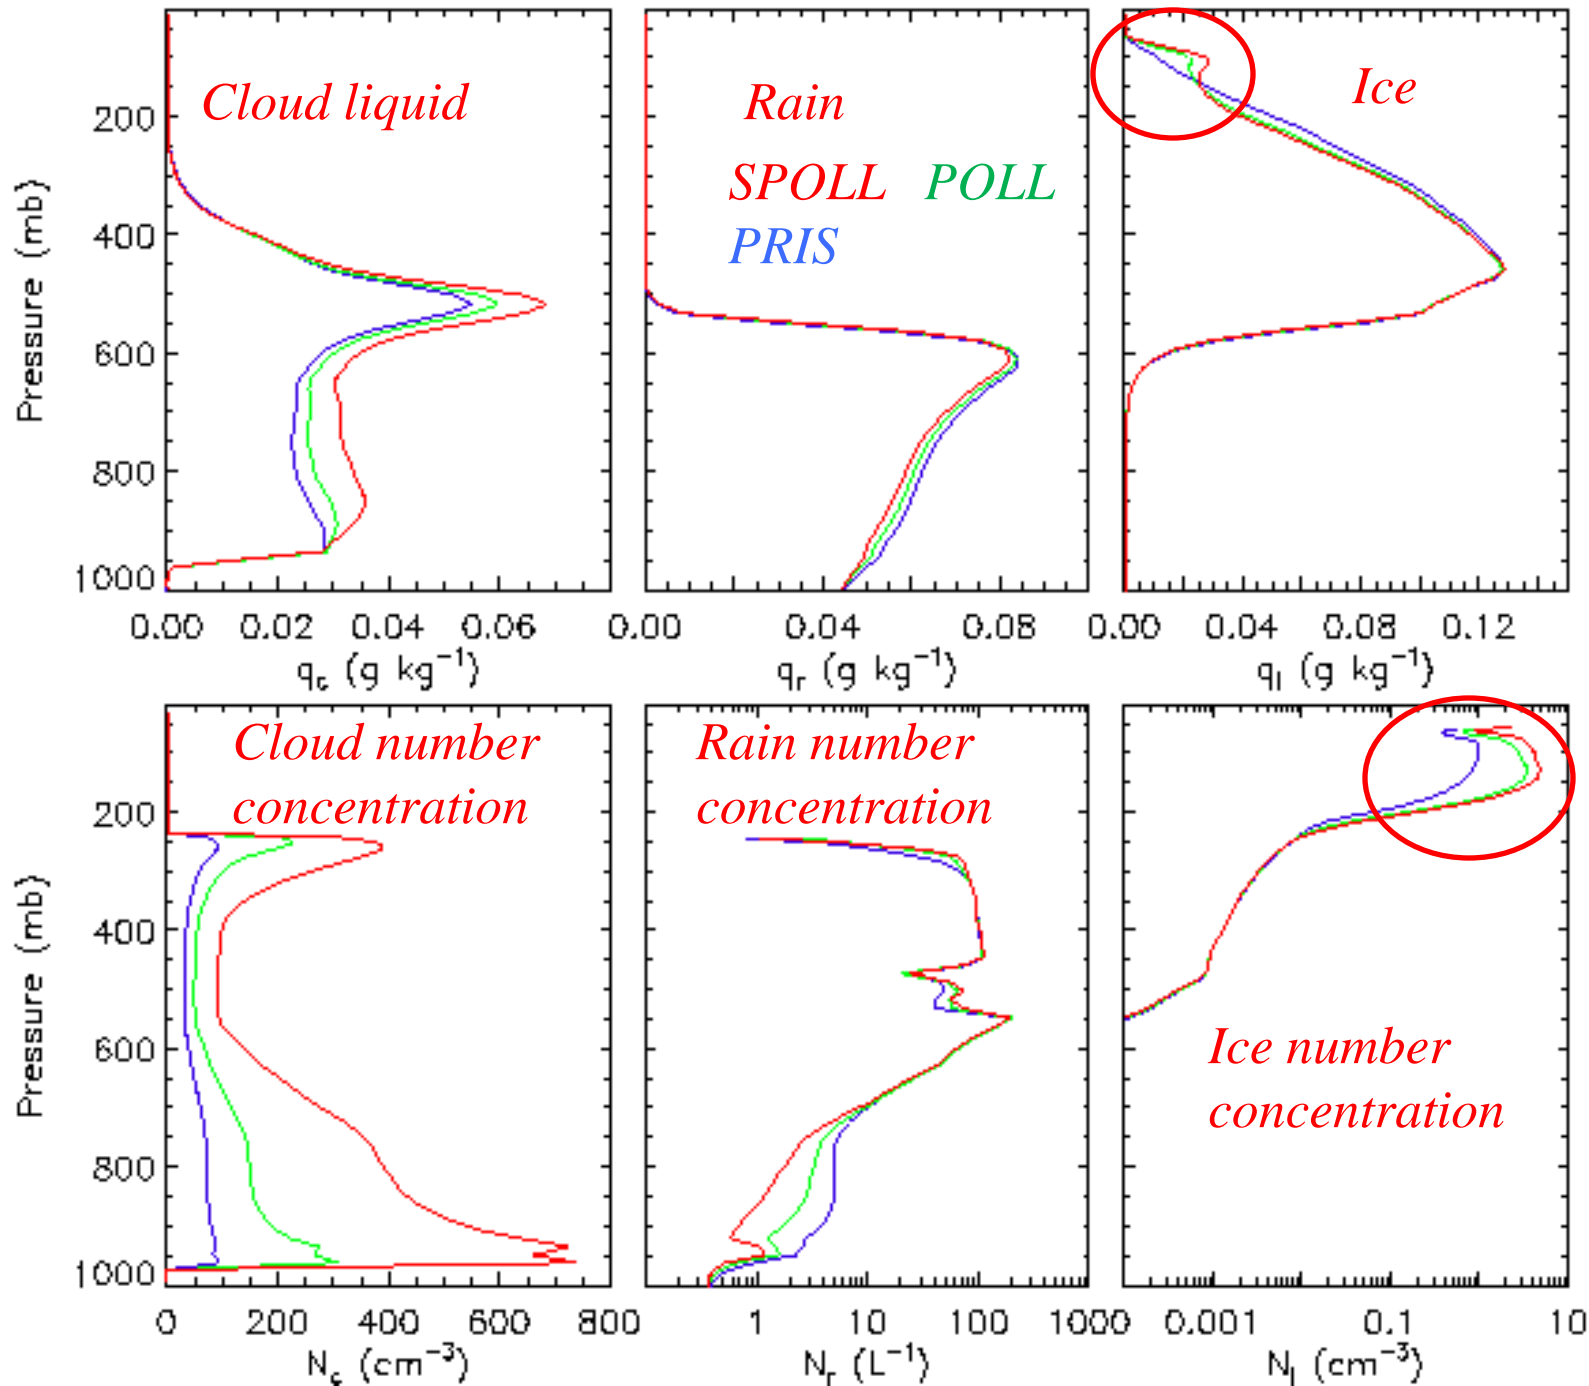 Cloud liquid
Rain
SPOLL POLL
PRIS
Ice
Pressure (mb)
200
400
600
800
1000
0.00 0.02 0.04 0.06
q_c (g kg⁻¹)
0.00 0.04 0.08
q_r (g kg⁻¹)
0.00 0.04 0.08 0.12
q_i (g kg⁻¹)
Cloud number
concentration
Rain number
concentration
Ice number
concentration
Pressure (mb)
200
400
600
800
1000
0 200 400 600 800
N_c (cm⁻³)
1 10 100 1000
N_r (L⁻¹)
0.001 0.1 10
N_i (cm⁻³)